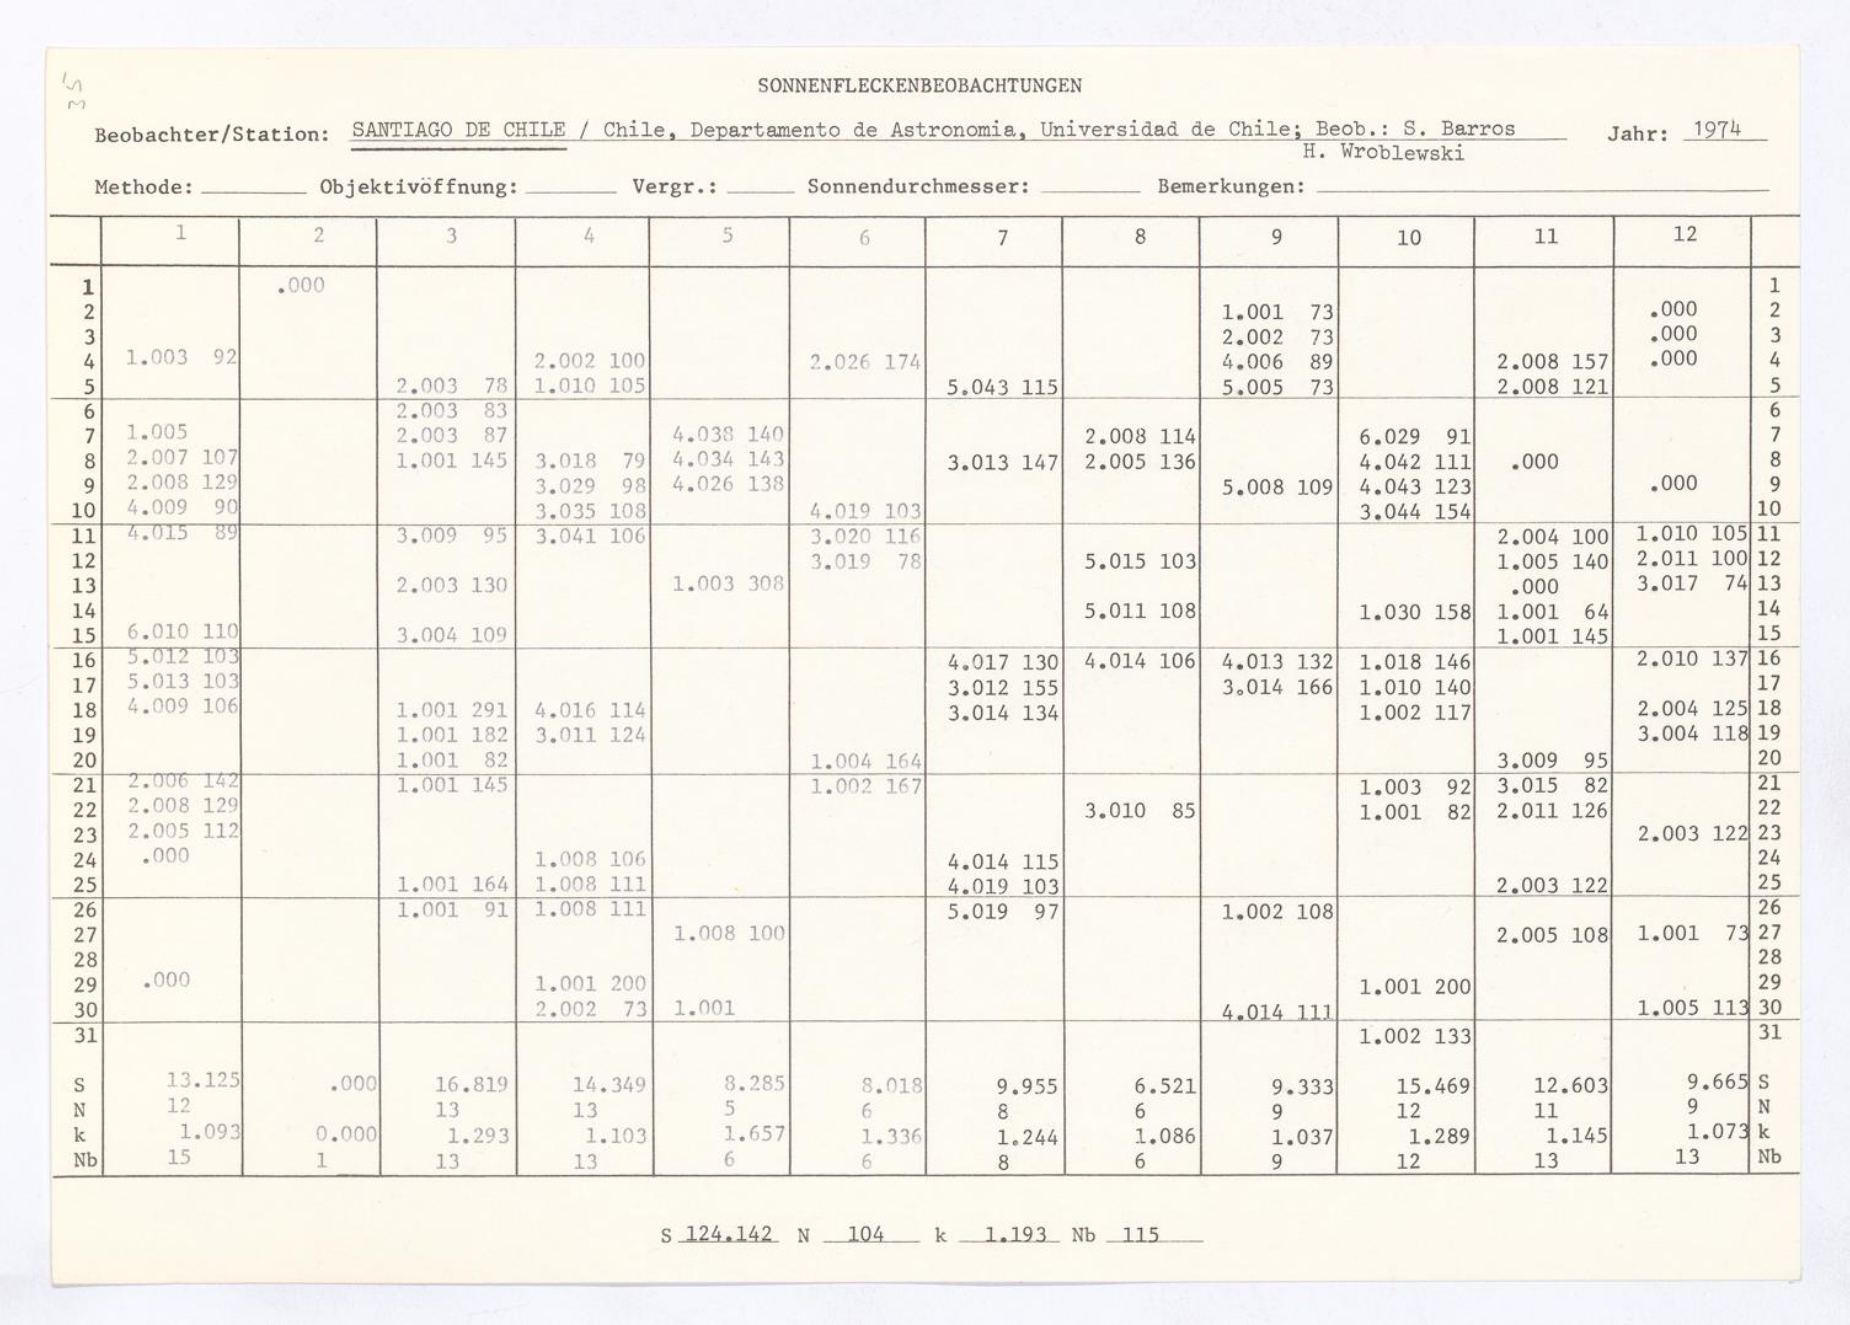 53
SONNENFLECKENBEOBACHTUNGEN
Beobachter/Station: SANTIAGO DE CHILE / Chile, Departamento de Astronomia, Universidad de Chile; Beob.: S. Barros Jahr: 1974
H. Wroblewski
Methode: Objektivöffnung: Vergr.: Sonnendurchmesser: Bemerkungen:
1 2 3 4 5 6 7 8 9 10 11 12
1 .000 1
2 1.001 73 .000 2
3 2.002 73 .000 3
4 1.003 92 2.002 100 2.026 174 4.006 89 2.008 157 .000 4
5 2.003 78 1.010 105 5.043 115 5.005 73 2.008 121 5
6 2.003 83 6
7 1.005 2.003 87 4.038 140 2.008 114 6.029 91 7
8 2.007 107 1.001 145 3.018 79 4.034 143 3.013 147 2.005 136 4.042 111 .000 8
9 2.008 129 3.029 98 4.026 138 5.008 109 4.043 123 .000 9
10 4.009 90 3.035 108 4.019 103 3.044 154 10
11 4.015 89 3.009 95 3.041 106 3.020 116 2.004 100 1.010 105 11
12 3.019 78 5.015 103 1.005 140 2.011 100 12
13 2.003 130 1.003 308 .000 3.017 74 13
14 5.011 108 1.030 158 1.001 64 14
15 6.010 110 3.004 109 1.001 145 15
16 5.012 103 4.017 130 4.014 106 4.013 132 1.018 146 2.010 137 16
17 5.013 103 3.012 155 3.014 166 1.010 140 17
18 4.009 106 1.001 291 4.016 114 3.014 134 1.002 117 2.004 125 18
19 1.001 182 3.011 124 3.004 118 19
20 1.001 82 1.004 164 3.009 95 20
21 2.006 142 1.001 145 1.002 167 1.003 92 3.015 82 21
22 2.008 129 3.010 85 1.001 82 2.011 126 22
23 2.005 112 2.003 122 23
24 .000 1.008 106 4.014 115 24
25 1.001 164 1.008 111 4.019 103 2.003 122 25
26 1.001 91 1.008 111 5.019 97 1.002 108 26
27 1.008 100 2.005 108 1.001 73 27
28 28
29 .000 1.001 200 1.001 200 29
30 2.002 73 1.001 4.014 111 1.005 113 30
31 1.002 133 31
S 13.125 .000 16.819 14.349 8.285 8.018 9.955 6.521 9.333 15.469 12.603 9.665 S
N 12 13 13 5 6 8 6 9 12 11 9 N
k 1.093 0.000 1.293 1.103 1.657 1.336 1.244 1.086 1.037 1.289 1.145 1.073 k
Nb 15 1 13 13 6 6 8 6 9 12 13 13 Nb
S 124.142 N 104 k 1.193 Nb 115